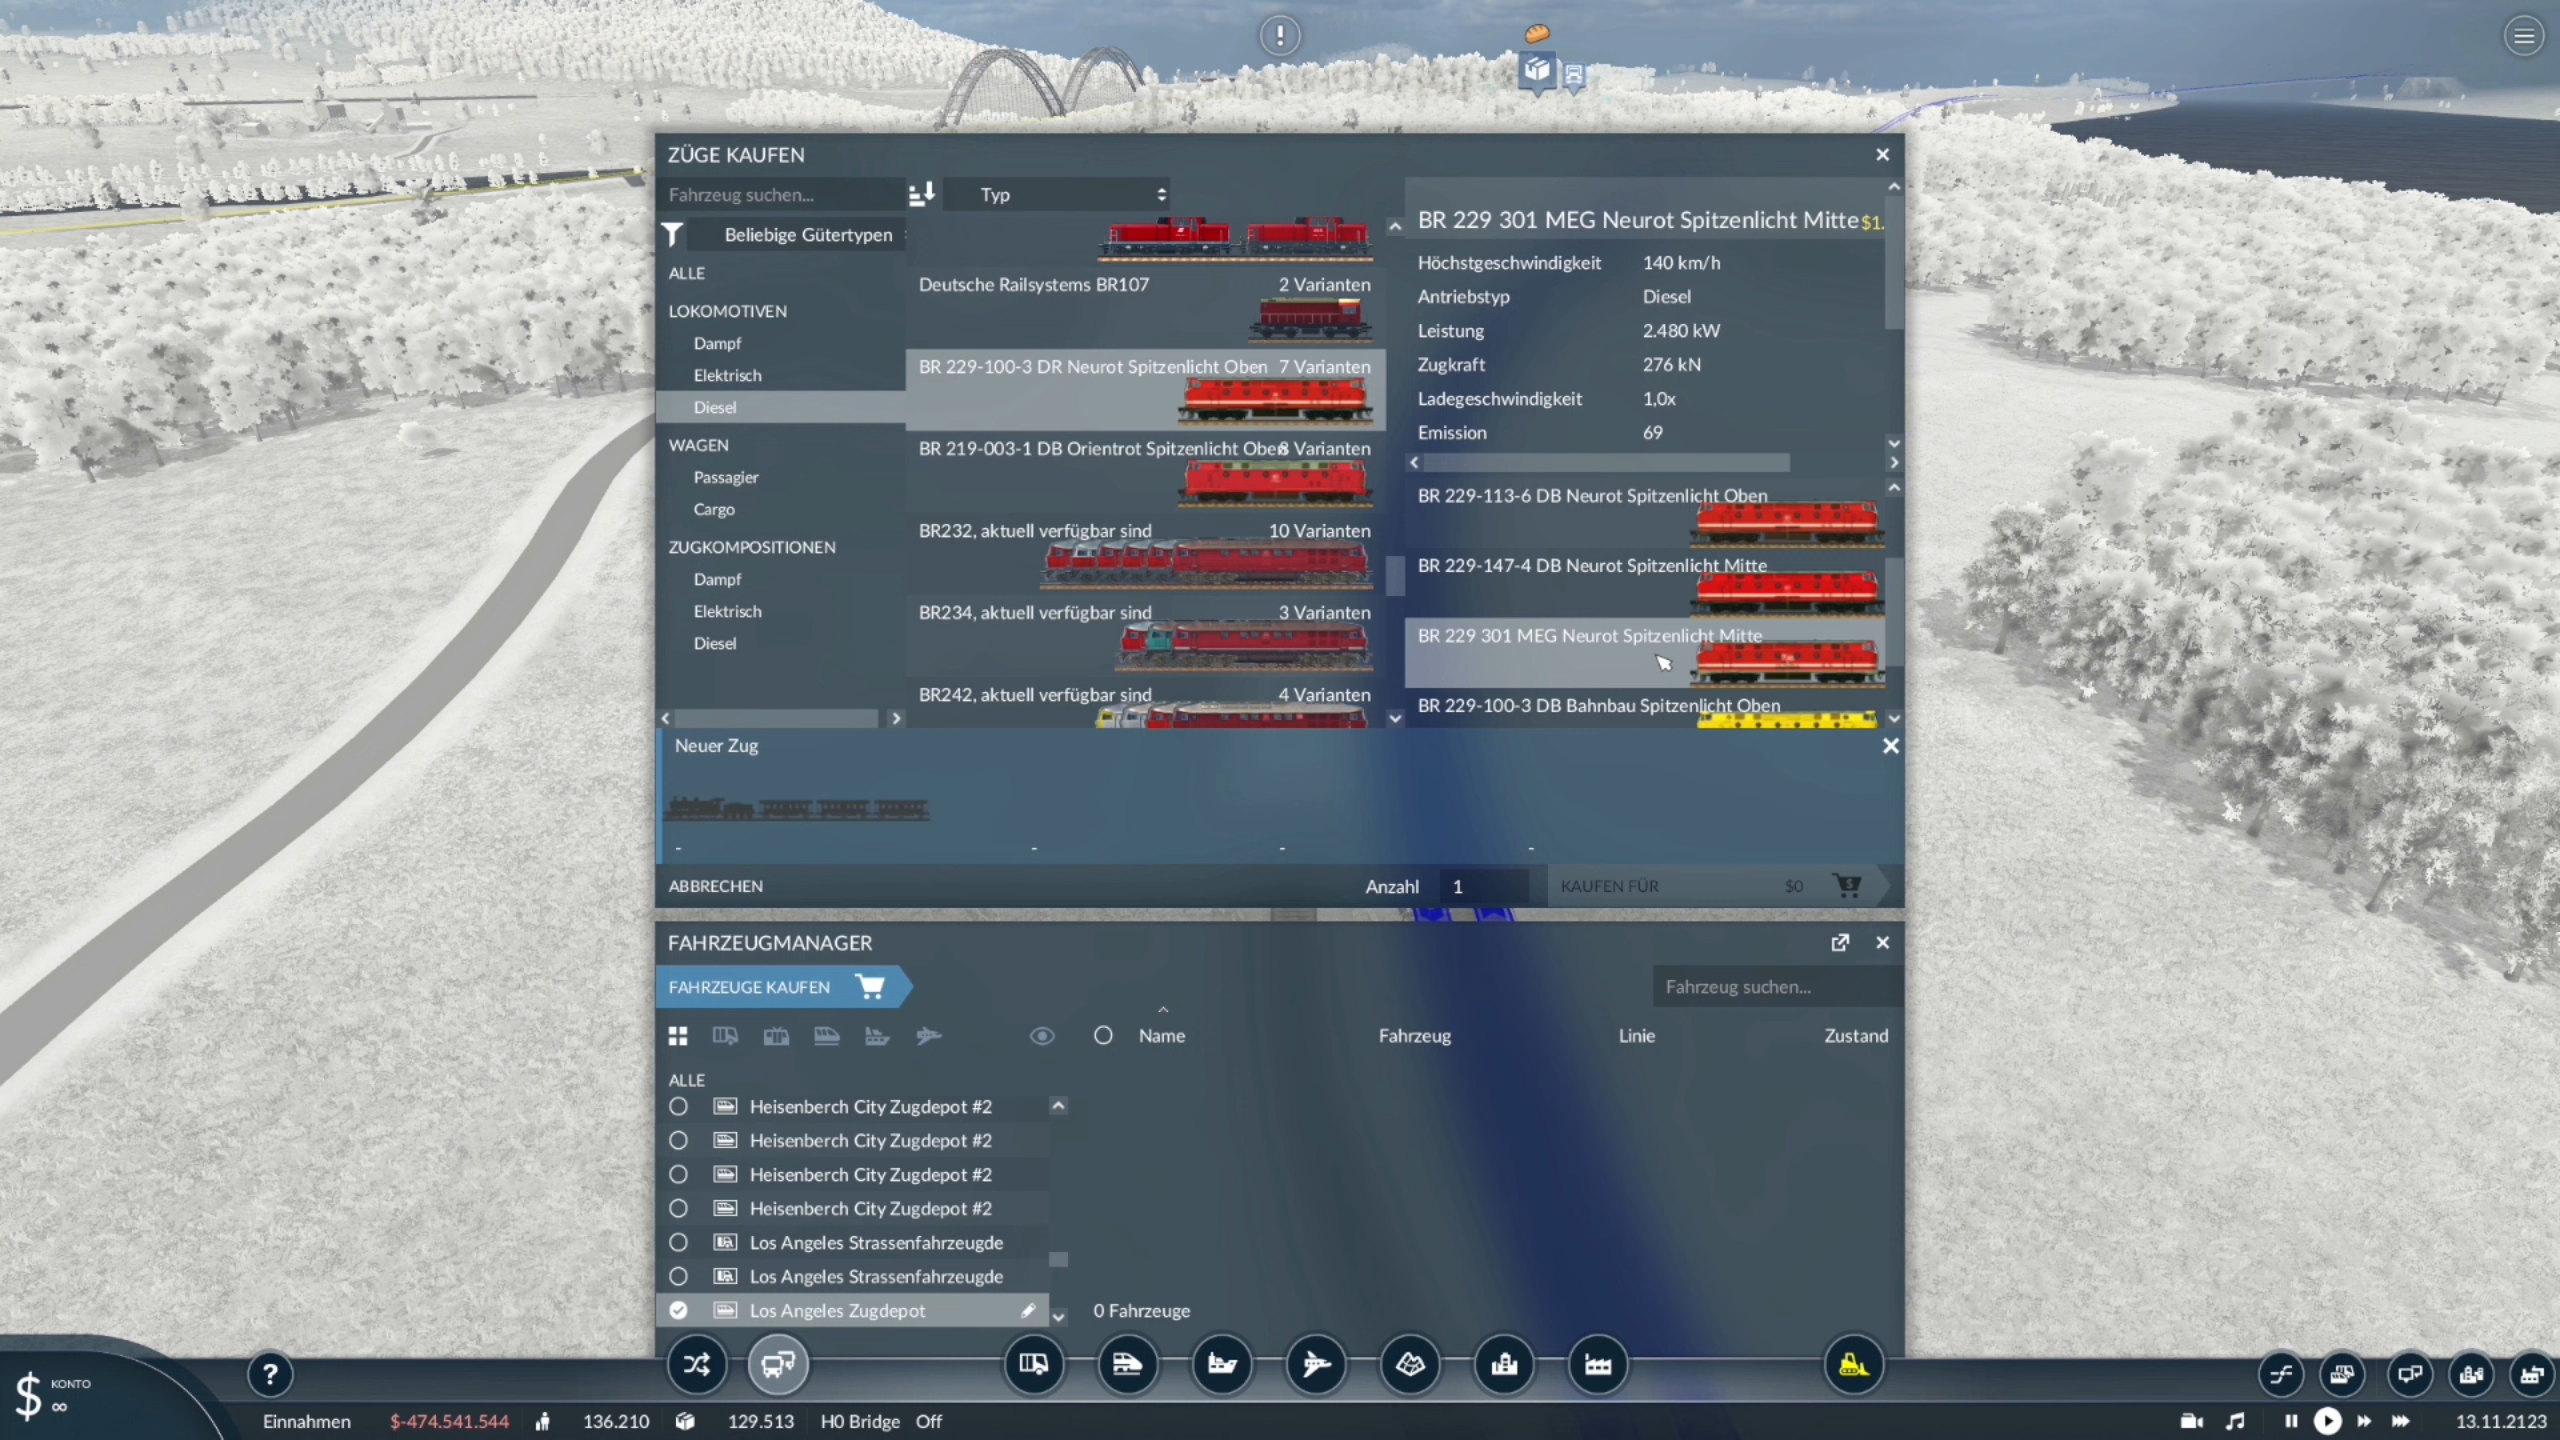 ZÜGE KAUFEN
Fahrzeug suchen...
Typ
Beliebige Gütertypen
ALLE
LOKOMOTIVEN
Dampf
Elektrisch
Diesel
WAGEN
Passagier
Cargo
ZUGKOMPOSITIONEN
Dampf
Elektrisch
Diesel
Deutsche Railsystems BR107 2 Varianten
BR 229-100-3 DR Neurot Spitzenlicht Oben 7 Varianten
BR 219-003-1 DB Orientrot Spitzenlicht Oben 8 Varianten
BR232, aktuell verfügbar sind 10 Varianten
BR234, aktuell verfügbar sind 3 Varianten
BR242, aktuell verfügbar sind 4 Varianten
BR 229 301 MEG Neurot Spitzenlicht Mitte $1.
Höchstgeschwindigkeit 140 km/h
Antriebstyp Diesel
Leistung 2.480 kW
Zugkraft 276 kN
Ladegeschwindigkeit 1,0x
Emission 69
BR 229-113-6 DB Neurot Spitzenlicht Oben
BR 229-147-4 DB Neurot Spitzenlicht Mitte
BR 229 301 MEG Neurot Spitzenlicht Mitte
BR 229-100-3 DB Bahnbau Spitzenlicht Oben
Neuer Zug
- - - -
ABBRECHEN
Anzahl 1
KAUFEN FÜR $0
FAHRZEUGMANAGER
FAHRZEUGE KAUFEN
Fahrzeug suchen...
Name Fahrzeug Linie Zustand
ALLE
Heisenberch City Zugdepot #2
Heisenberch City Zugdepot #2
Heisenberch City Zugdepot #2
Heisenberch City Zugdepot #2
Los Angeles Strassenfahrzeugde
Los Angeles Strassenfahrzeugde
Los Angeles Zugdepot
0 Fahrzeuge
KONTO
∞
Einnahmen $-474.541.544 136.210 129.513 H0 Bridge Off
13.11.2123